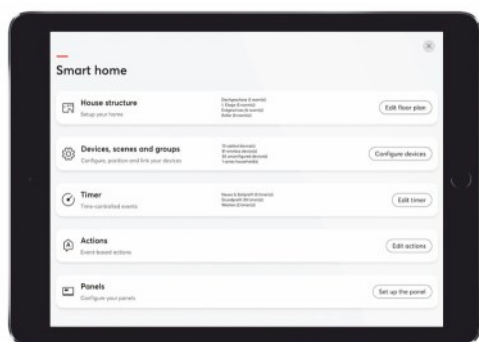 Smart home
House structure
Setup your home
Edit floor plan
Devices, scenes and groups
Configure, position and link your devices
Configure devices
Timer
Time-controlled events
Edit timer
Actions
Event-based actions
Edit actions
Panels
Configure your panels
Set up the panel